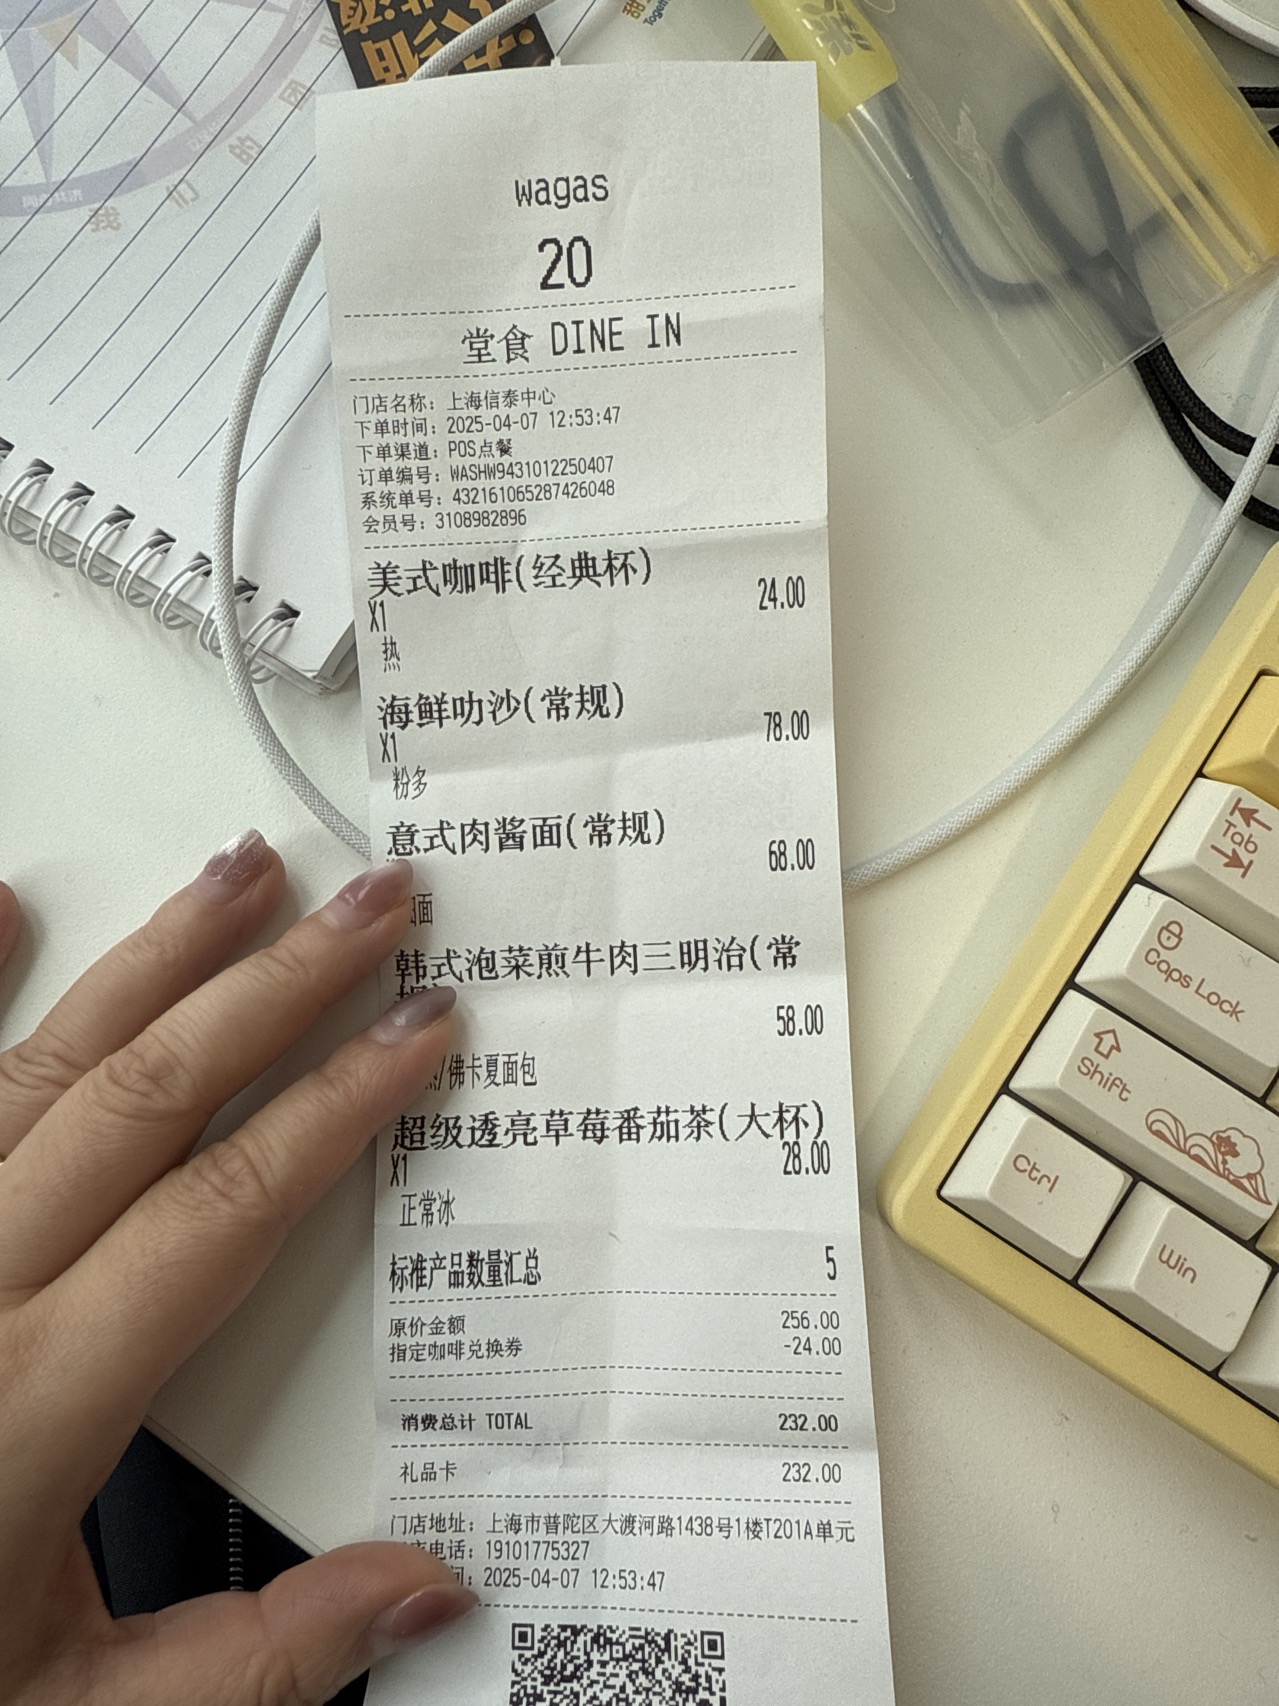 我们的
wagas
20
堂食 DINE IN
门店名称：上海信泰中心
下单时间：2025-04-07 12:53:47
下单渠道：POS点餐
订单编号：WASHW9431012250407
系统单号：432161065287426048
会员号：3108982896
美式咖啡(经典杯)
X1 24.00
热
海鲜叻沙(常规)
X1 78.00
粉多
意式肉酱面(常规)
68.00
面
韩式泡菜煎牛肉三明治(常
58.00
/佛卡夏面包
超级透亮草莓番茄茶(大杯)
X1 28.00
正常冰
标准产品数量汇总 5
原价金额 256.00
指定咖啡兑换券 -24.00
消费总计 TOTAL 232.00
礼品卡 232.00
门店地址：上海市普陀区大渡河路1438号1楼T201A单元
电话：19101775327
间：2025-04-07 12:53:47
Tab
Caps Lock
Shift
Ctrl
Win